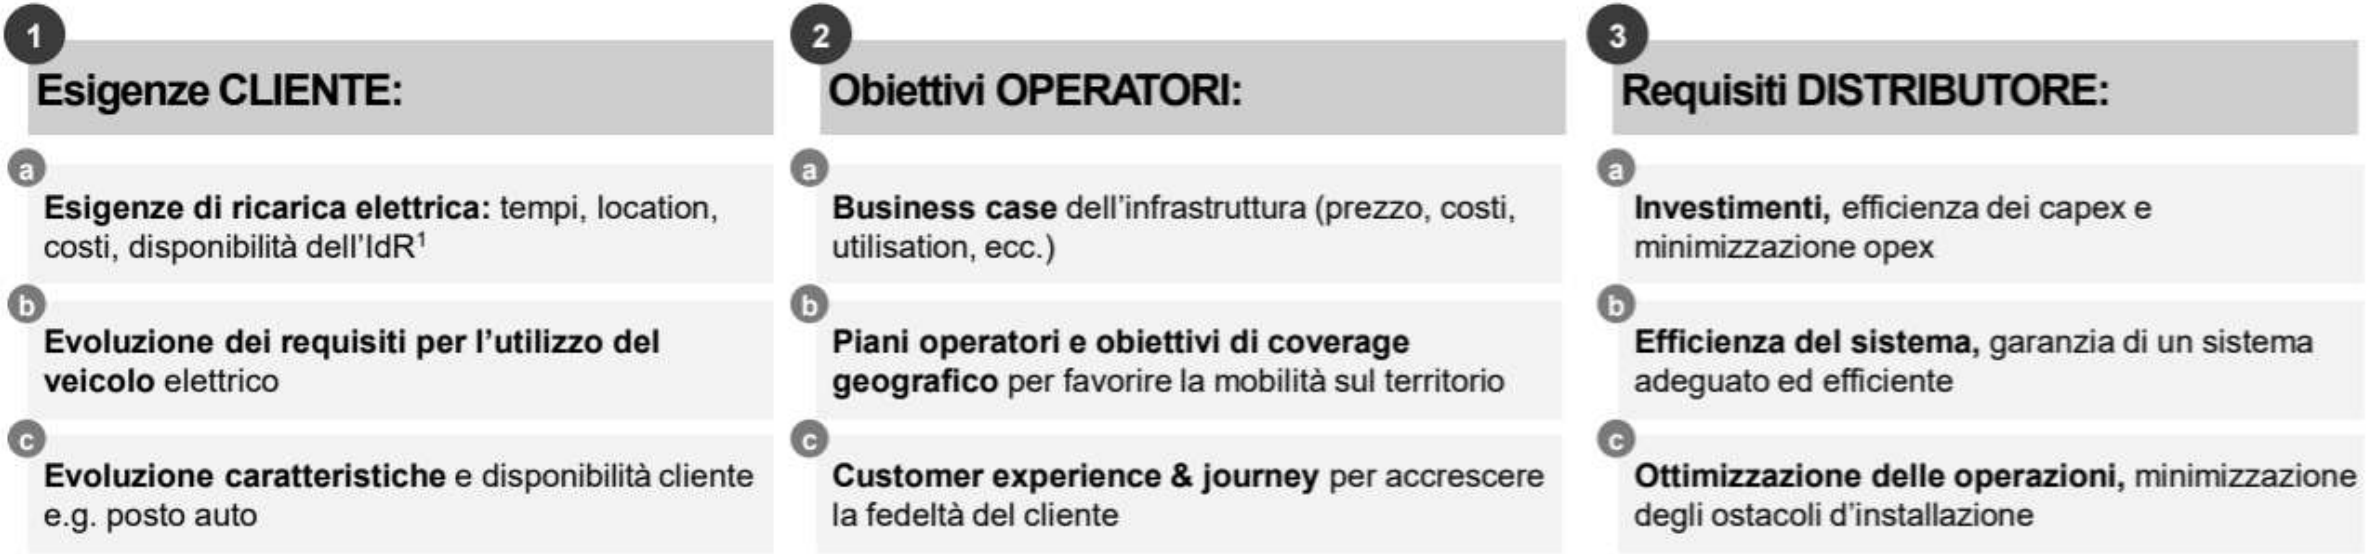 1
Esigenze CLIENTE:
a
Esigenze di ricarica elettrica: tempi, location,
costi, disponibilità dell'IdR¹
b
Evoluzione dei requisiti per l'utilizzo del
veicolo elettrico
c
Evoluzione caratteristiche e disponibilità cliente
e.g. posto auto
2
Obiettivi OPERATORI:
a
Business case dell'infrastruttura (prezzo, costi,
utilisation, ecc.)
b
Piani operatori e obiettivi di coverage
geografico per favorire la mobilità sul territorio
c
Customer experience & journey per accrescere
la fedeltà del cliente
3
Requisiti DISTRIBUTORE:
a
Investimenti, efficienza dei capex e
minimizzazione opex
b
Efficienza del sistema, garanzia di un sistema
adeguato ed efficiente
c
Ottimizzazione delle operazioni, minimizzazione
degli ostacoli d'installazione